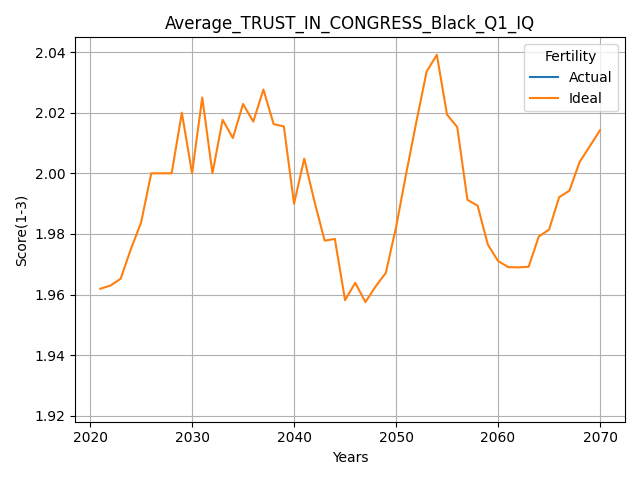 Average_TRUST_IN_CONGRESS_Black_Q1_IQ
Fertility
Actual
Ideal
Score(1-3)
2.04
2.02
2.00
1.98
1.96
1.94
1.92
2020 2030 2040 2050 2060 2070
Years